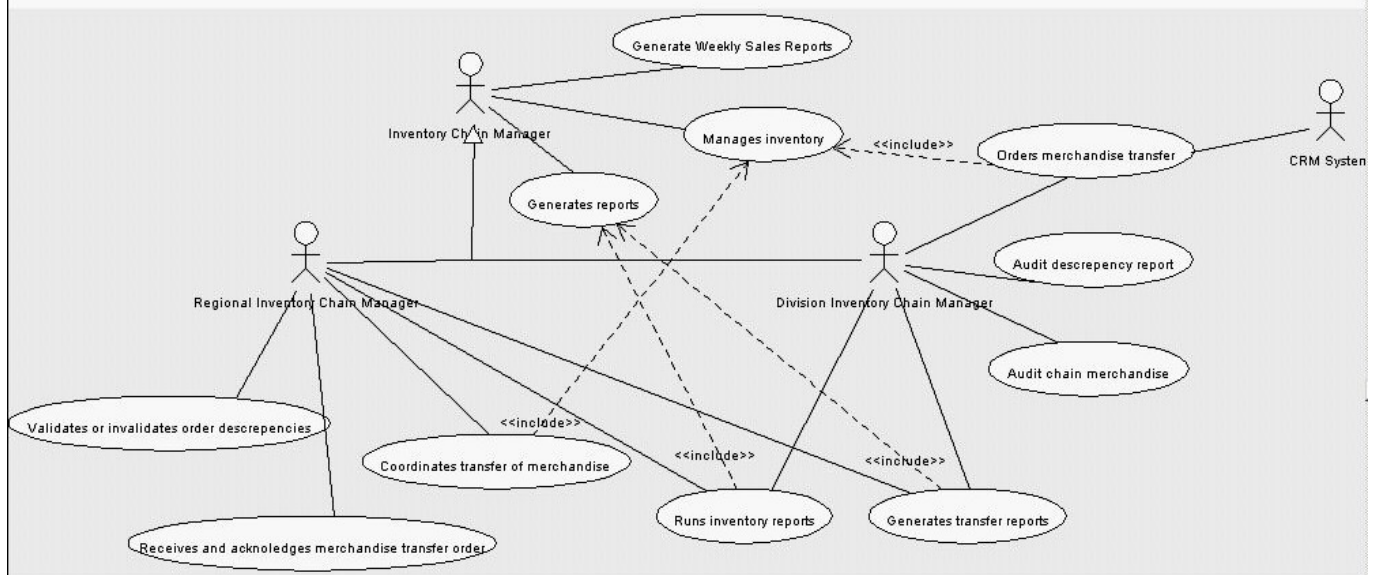 Generate Weekly Sales Reports
Inventory Chain Manager
Manages inventory
<<include>>
Orders merchandise transfer
CRM System
Generates reports
Audit descrepency report
Regional Inventory Chain Manager
Division Inventory Chain Manager
Audit chain merchandise
Validates or invalidates order descrepencies
<<include>>
Coordinates transfer of merchandise
<<include>>
<<include>>
Runs inventory reports
Generates transfer reports
Receives and acknoledges merchandise transfer order